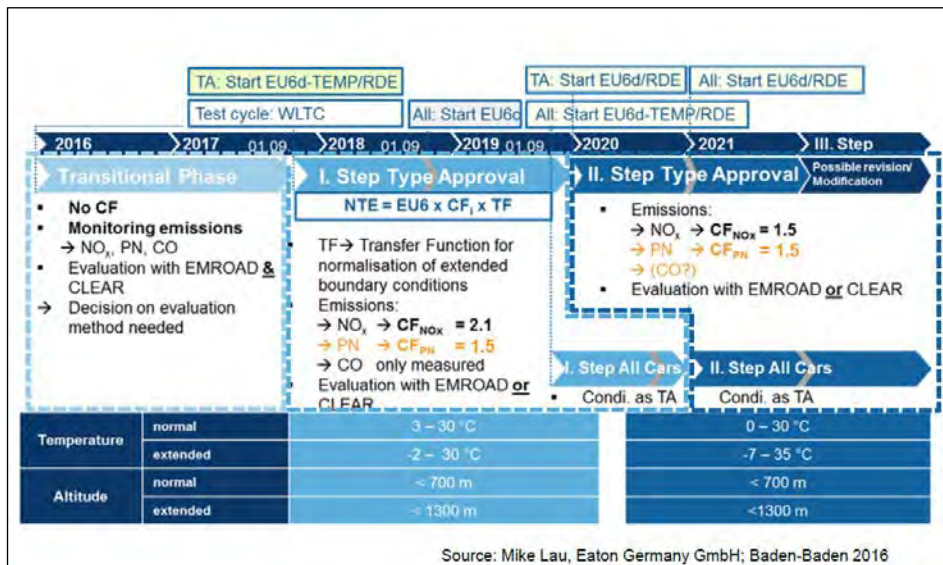 TA: Start EU6d-TEMP/RDE
TA: Start EU6d/RDE
All: Start EU6d/RDE
Test cycle: WLTC
All: Start EU6d
All: Start EU6d-TEMP/RDE
2016
2017
01.09
2018
01.09
2019
01.09
2020
2021
III. Step
Transitional Phase
I. Step Type Approval
II. Step Type Approval
Possible revision/
Modification
▪ No CF
▪ Monitoring emissions
→ NOx, PN, CO
▪ Evaluation with EMROAD &
CLEAR
→ Decision on evaluation
method needed
NTE = EU6 x CFi x TF
▪ TF→ Transfer Function for
normalisation of extended
boundary conditions
Emissions:
→ NOx → CFNOx = 2.1
→ PN → CFPN = 1.5
→ CO only measured
Evaluation with EMROAD or
CLEAR
▪ Emissions:
→ NOx → CFNOx = 1.5
→ PN → CFPN = 1.5
→ (CO?)
▪ Evaluation with EMROAD or CLEAR
I. Step All Cars
▪ Condi. as TA
II. Step All Cars
▪ Condi. as TA
Temperature
normal
3 – 30 °C
0 – 30 °C
extended
-2 – 30 °C
-7 – 35 °C
Altitude
normal
< 700 m
< 700 m
extended
< 1300 m
<1300 m
Source: Mike Lau, Eaton Germany GmbH; Baden-Baden 2016